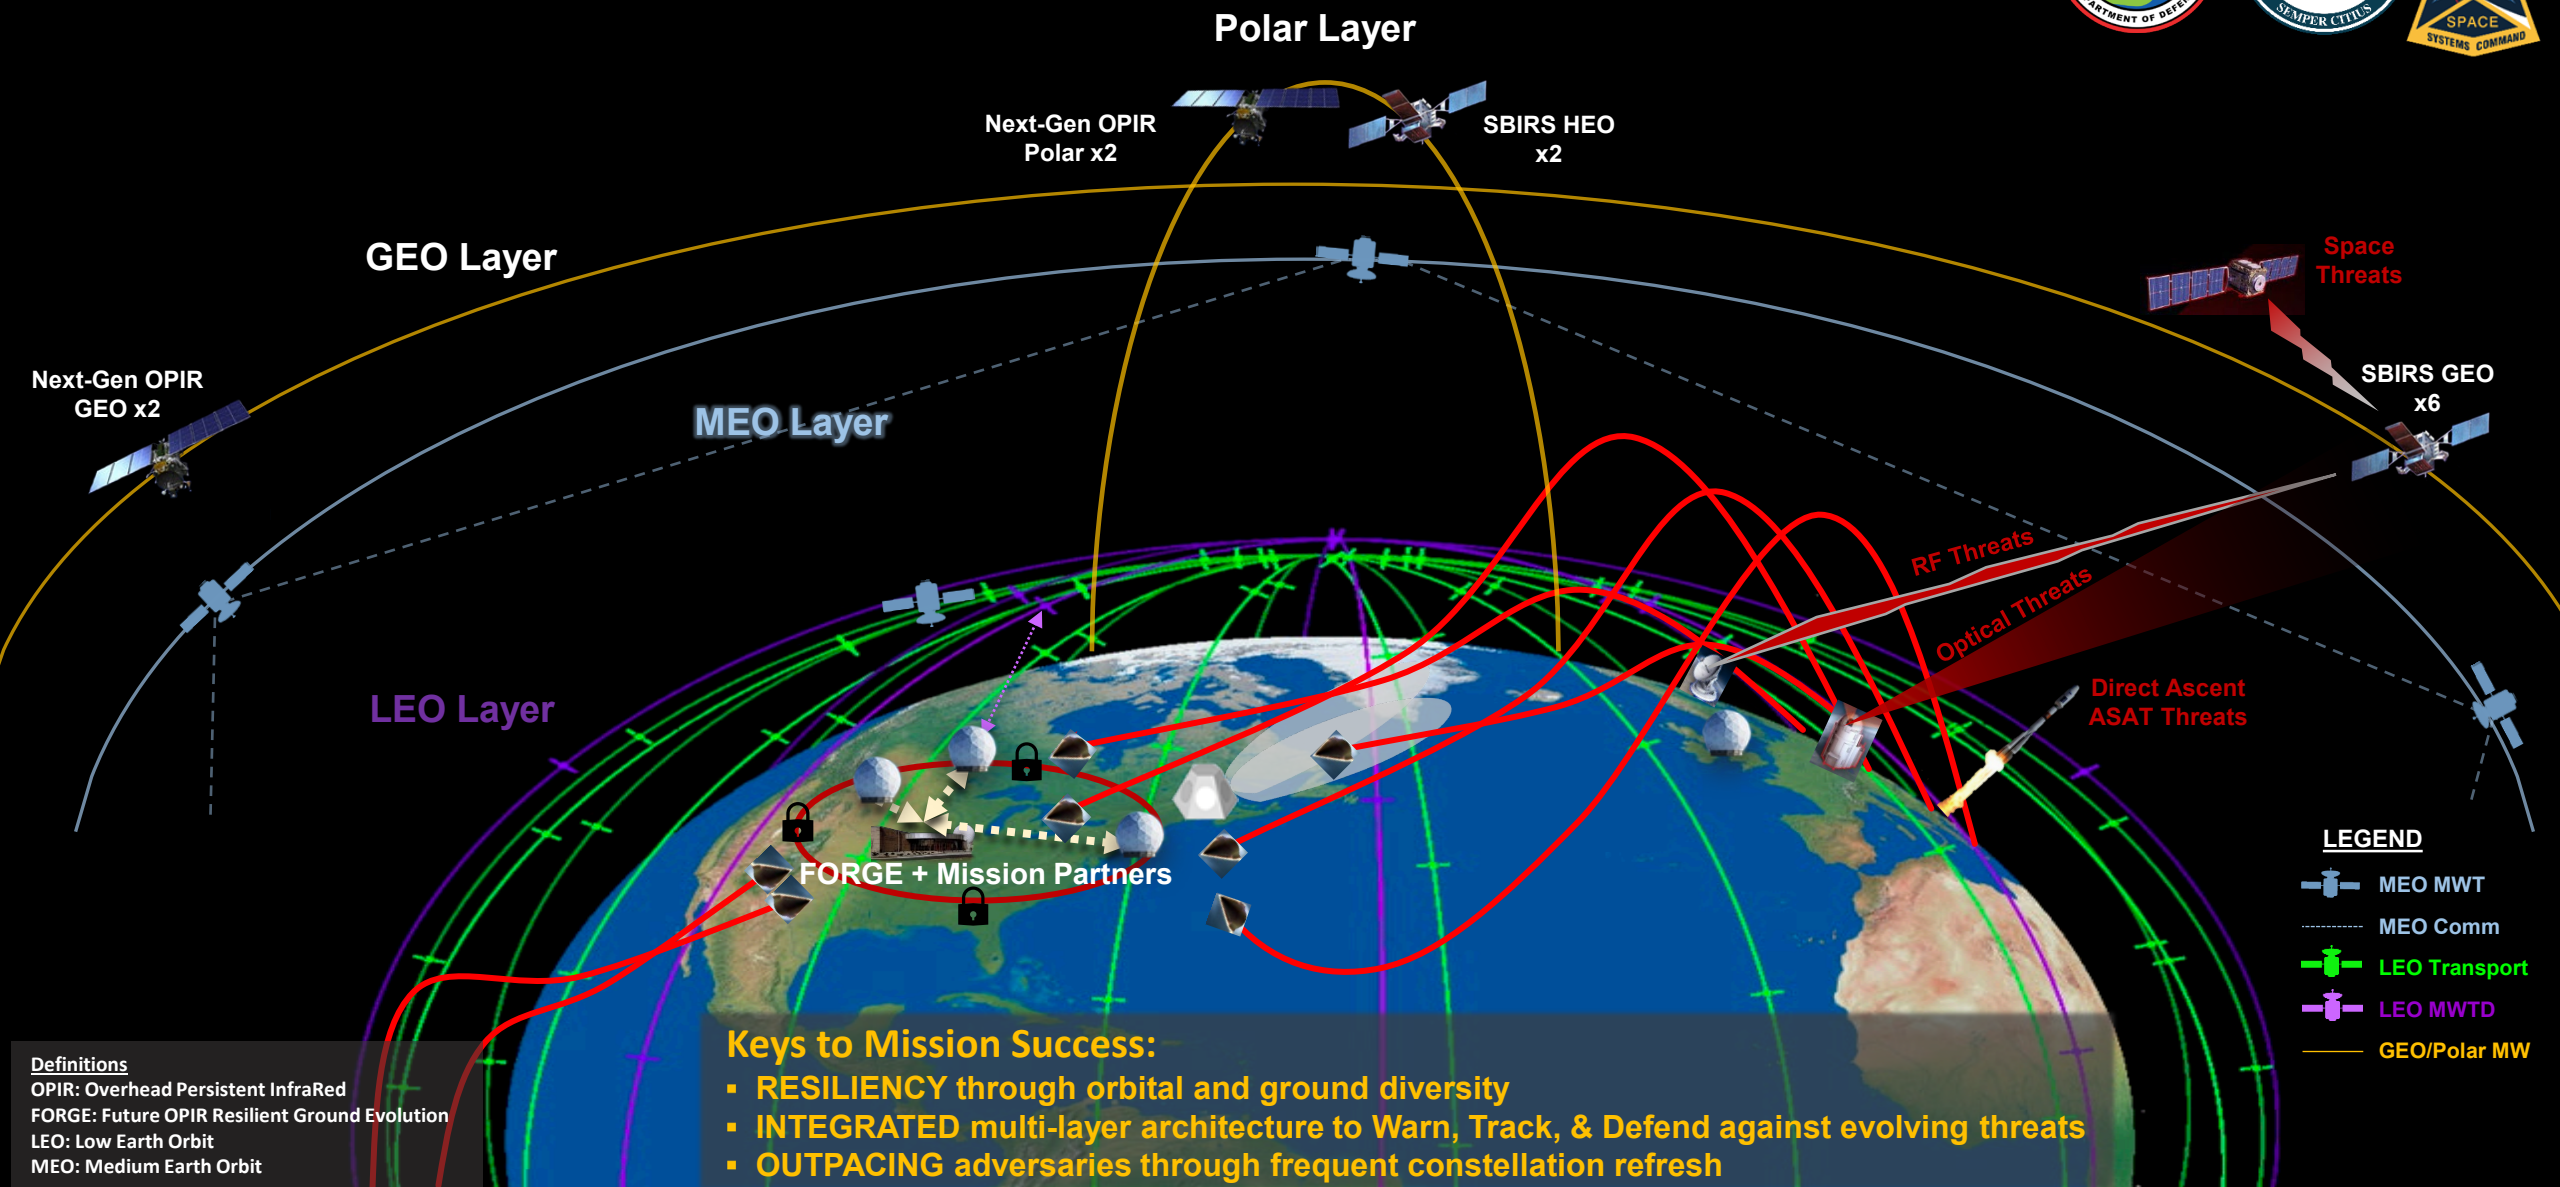 Polar Layer
ARTMENT OF DEFE
SEMPER CITIUS
SPACE
SYSTEMS COMMAND
Next-Gen OPIR
Polar x2
SBIRS HEO
x2
GEO Layer
Space
Threats
Next-Gen OPIR
GEO x2
SBIRS GEO
x6
MEO Layer
RF Threats
Optical Threats
LEO Layer
Direct Ascent
ASAT Threats
FORGE + Mission Partners
LEGEND
MEO MWT
MEO Comm
LEO Transport
LEO MWTD
GEO/Polar MW
Keys to Mission Success:
▪ RESILIENCY through orbital and ground diversity
▪ INTEGRATED multi-layer architecture to Warn, Track, & Defend against evolving threats
▪ OUTPACING adversaries through frequent constellation refresh
Definitions
OPIR: Overhead Persistent InfraRed
FORGE: Future OPIR Resilient Ground Evolution
LEO: Low Earth Orbit
MEO: Medium Earth Orbit